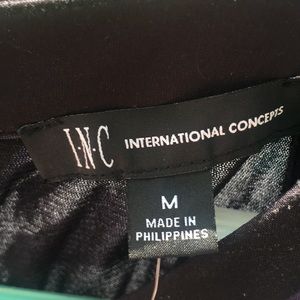 I·N·C INTERNATIONAL CONCEPTS
M
MADE IN
PHILIPPINES